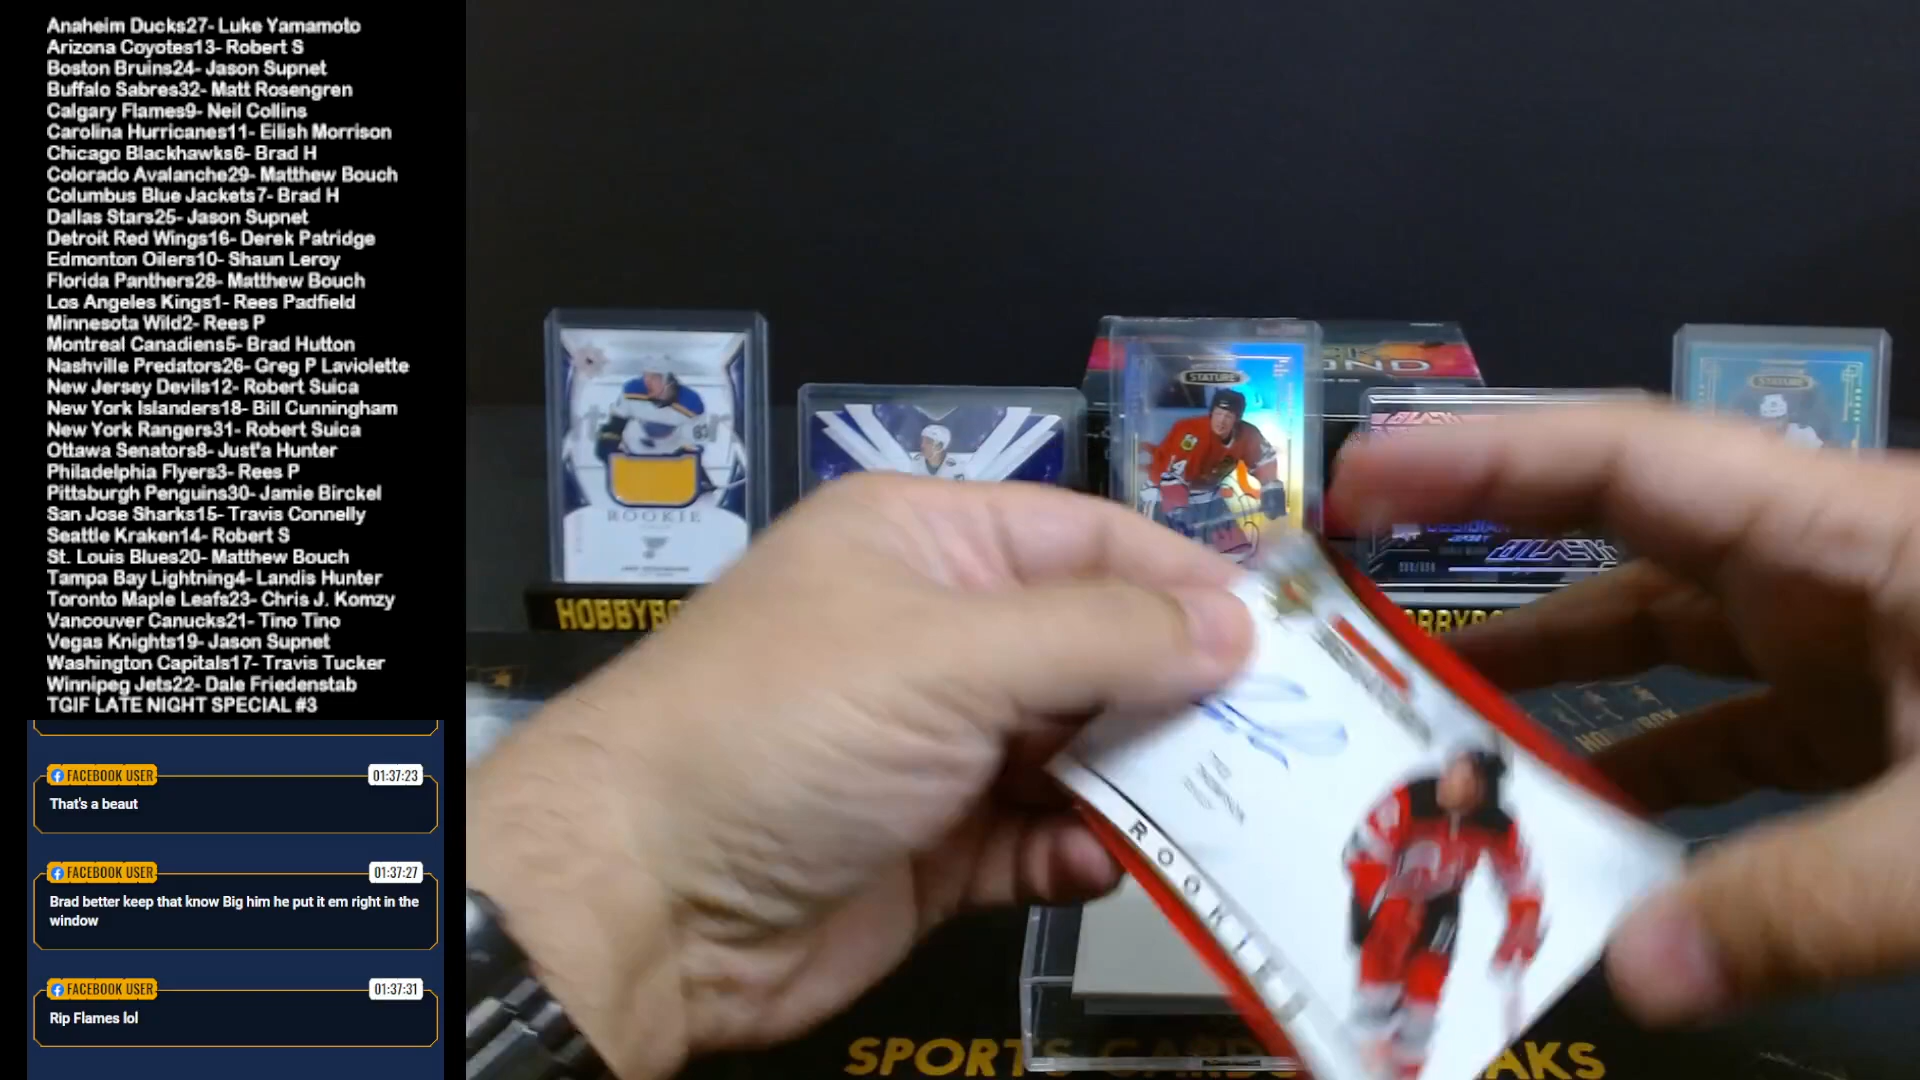 Anaheim Ducks27- Luke Yamamoto
Arizona Coyotes13- Robert S
Boston Bruins24- Jason Supnet
Buffalo Sabres32- Matt Rosengren
Calgary Flames9- Neil Collins
Carolina Hurricanes11- Eilish Morrison
Chicago Blackhawks6- Brad H
Colorado Avalanche29- Matthew Bouch
Columbus Blue Jackets7- Brad H
Dallas Stars25- Jason Supnet
Detroit Red Wings16- Derek Patridge
Edmonton Oilers10- Shaun Leroy
Florida Panthers28- Matthew Bouch
Los Angeles Kings1- Rees Padfield
Minnesota Wild2- Rees P
Montreal Canadiens5- Brad Hutton
Nashville Predators26- Greg P Laviolette
New Jersey Devils12- Robert Suica
New York Islanders18- Bill Cunningham
New York Rangers31- Robert Suica
Ottawa Senators8- Just'a Hunter
Philadelphia Flyers3- Rees P
Pittsburgh Penguins30- Jamie Birckel
San Jose Sharks15- Travis Connelly
Seattle Kraken14- Robert S
St. Louis Blues20- Matthew Bouch
Tampa Bay Lightning4- Landis Hunter
Toronto Maple Leafs23- Chris J. Komzy
Vancouver Canucks21- Tino Tino
Vegas Knights19- Jason Supnet
Washington Capitals17- Travis Tucker
Winnipeg Jets22- Dale Friedenstab
TGIF LATE NIGHT SPECIAL #3
FACEBOOK USER 01:37:23
That's a beaut
FACEBOOK USER 01:37:27
Brad better keep that know Big him he put it em right in the
window
FACEBOOK USER 01:37:31
Rip Flames lol
STATURE
STATURE
ROOKIE
BLACK
HOBBYBOX
ROOKIES
SPORTS CARD